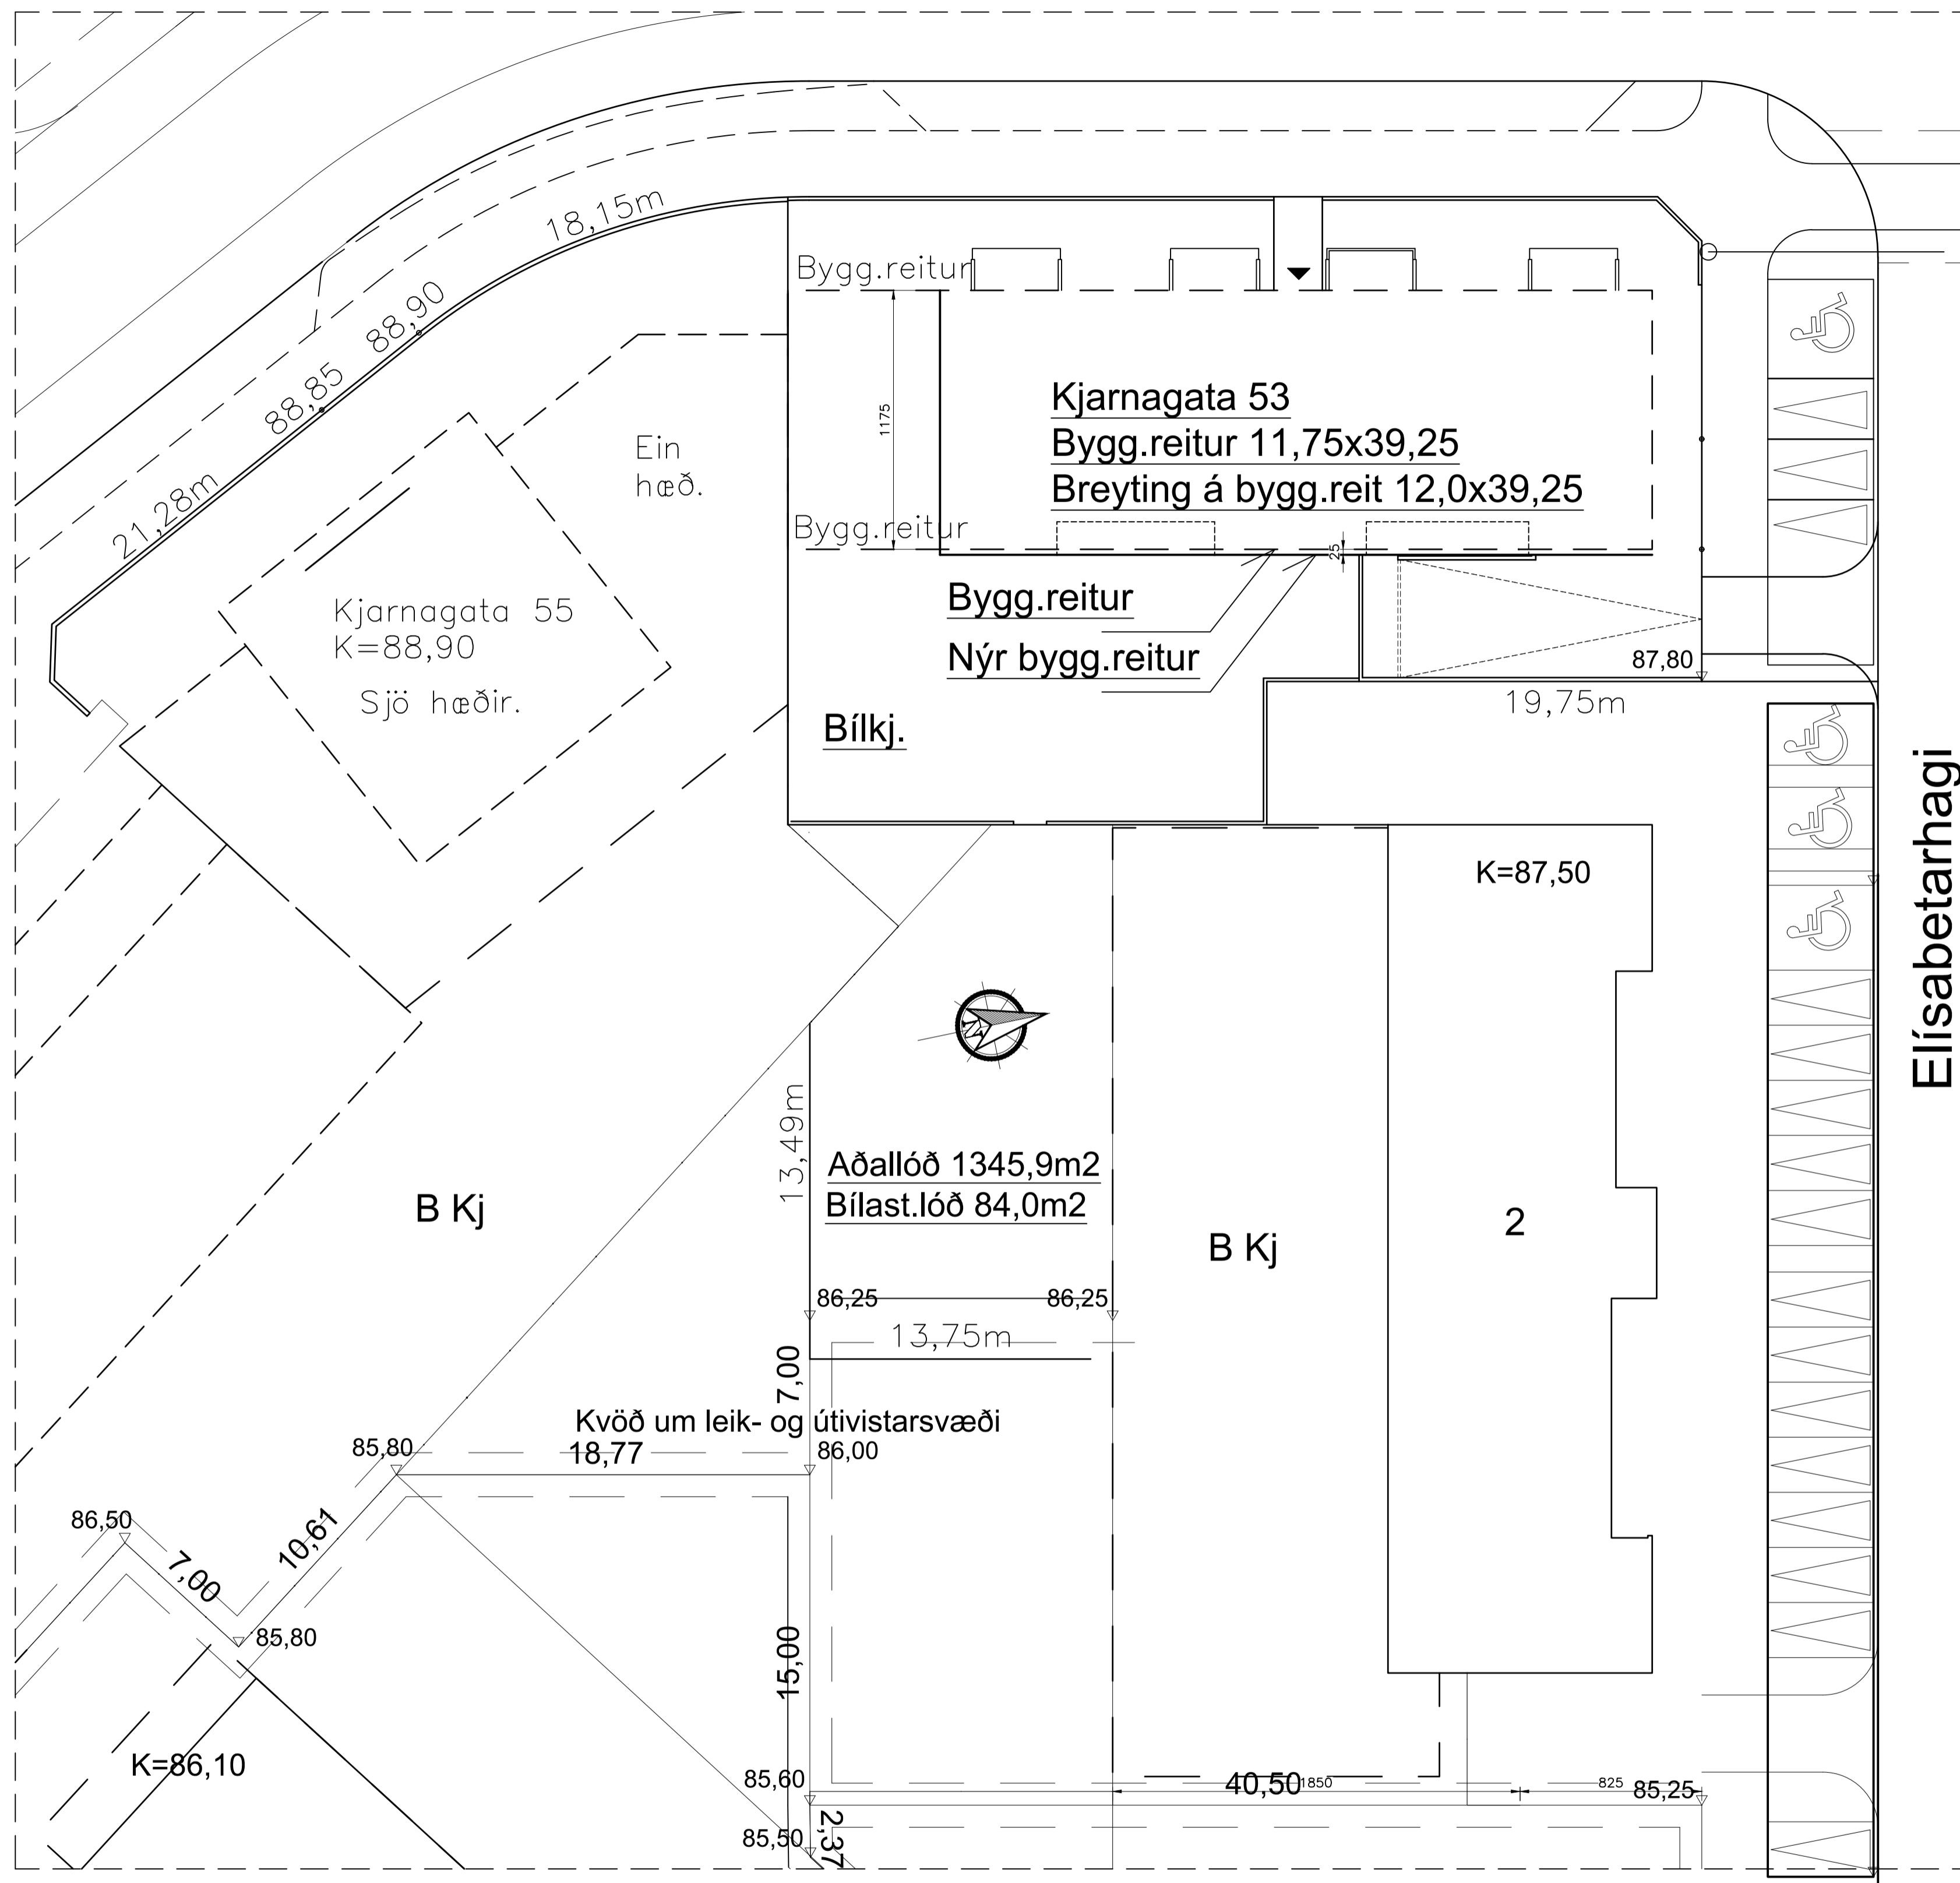 18,15m
88,90
88,85
21,28m
Bygg.reitur
1175
Bygg.reitur
Ein
hæð.
Kjarnagata 53
Bygg.reitur 11,75x39,25
Breyting á bygg.reit 12,0x39,25
25
Kjarnagata 55
K=88,90
Sjö hæðir.
Bygg.reitur
Nýr bygg.reitur
87,80
19,75m
Bílkj.
K=87,50
Elísabetarhagi
N
13,49m
Aðallóð 1345,9m2
Bílast.lóð 84,0m2
B Kj
B Kj
2
86,25
86,25
13,75m
7,00
Kvöð um leik- og útivistarsvæði
85,80
18,77
86,00
86,50
10,61
7,00
85,80
15,00
K=86,10
85,60
40,50
1850
825
85,25
85,50
2,37